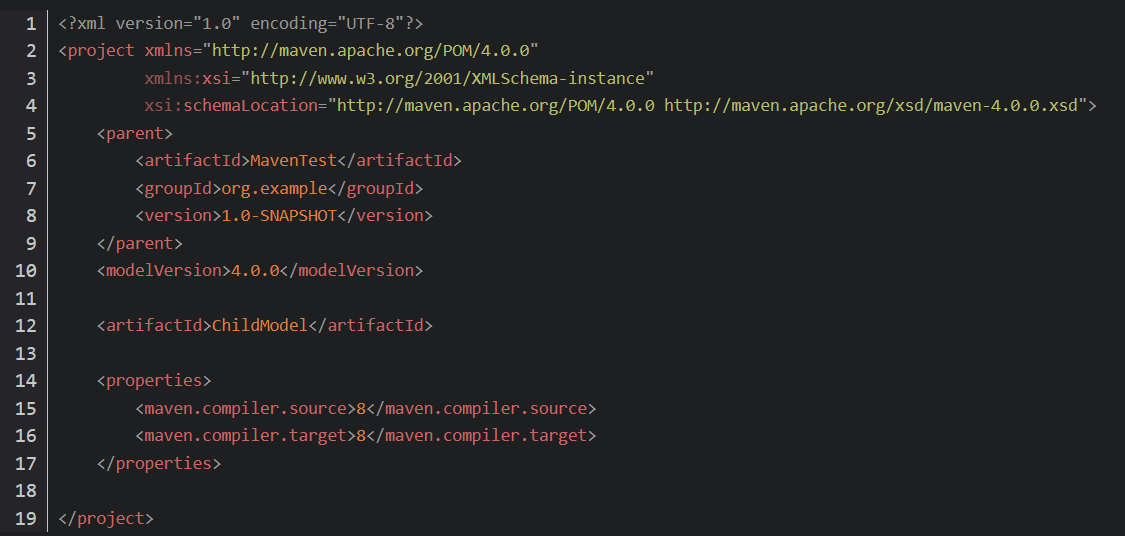 1 <?xml version="1.0" encoding="UTF-8"?>
2 <project xmlns="http://maven.apache.org/POM/4.0.0"
3          xmlns:xsi="http://www.w3.org/2001/XMLSchema-instance"
4          xsi:schemaLocation="http://maven.apache.org/POM/4.0.0 http://maven.apache.org/xsd/maven-4.0.0.xsd">
5     <parent>
6         <artifactId>MavenTest</artifactId>
7         <groupId>org.example</groupId>
8         <version>1.0-SNAPSHOT</version>
9     </parent>
10     <modelVersion>4.0.0</modelVersion>
11
12     <artifactId>ChildModel</artifactId>
13
14     <properties>
15         <maven.compiler.source>8</maven.compiler.source>
16         <maven.compiler.target>8</maven.compiler.target>
17     </properties>
18
19 </project>